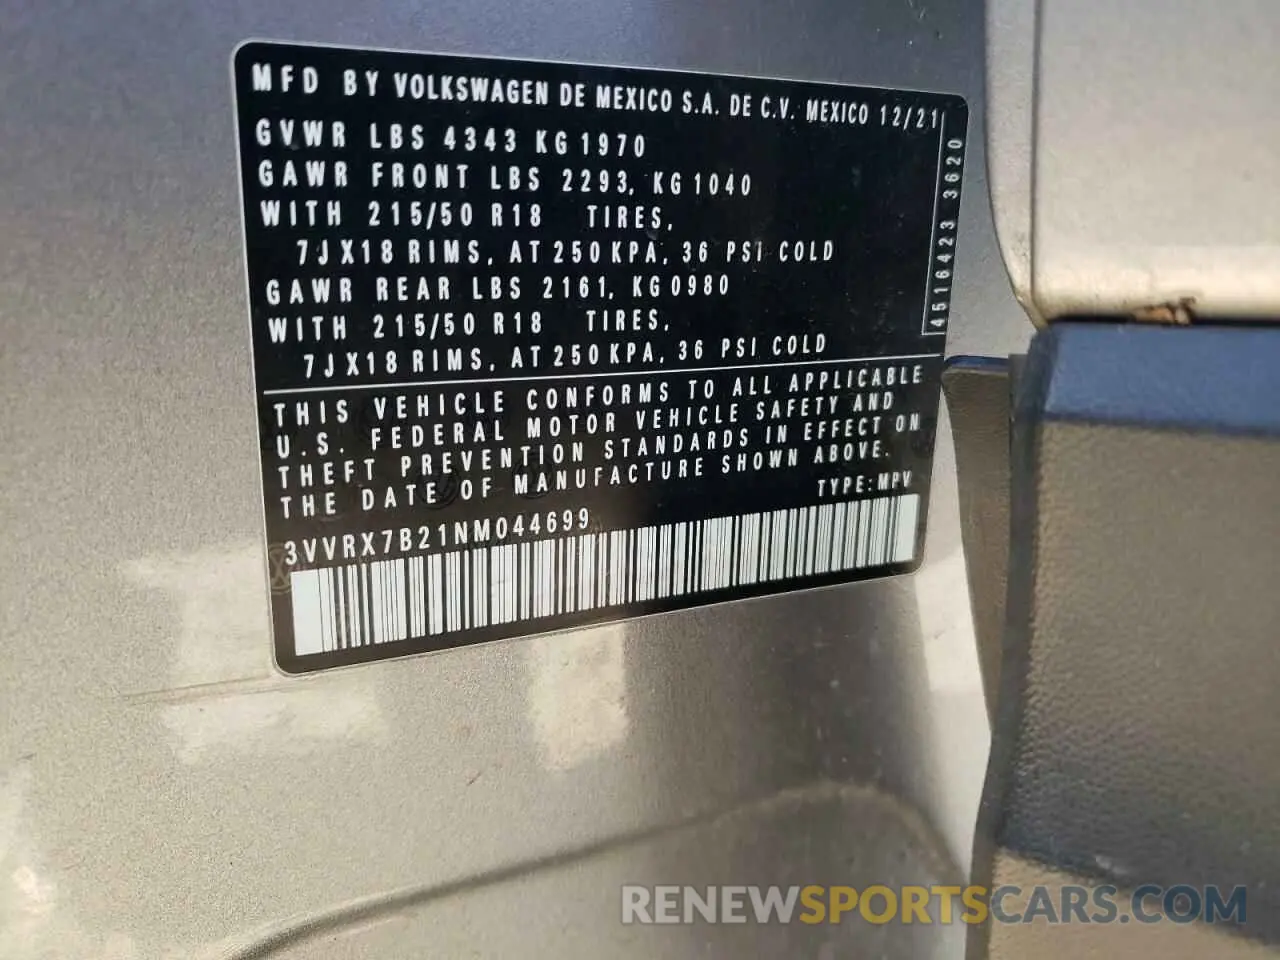 MFD BY VOLKSWAGEN DE MEXICO S.A. DE C.V. MEXICO 12/21
GVWR LBS 4343 KG 1970
GAWR FRONT LBS 2293, KG 1040
WITH 215/50 R18 TIRES,
7JX18 RIMS, AT 250 KPA, 36 PSI COLD
GAWR REAR LBS 2161, KG 0980
WITH 215/50 R18 TIRES,
7JX18 RIMS, AT 250 KPA, 36 PSI COLD
4516423 3620
THIS VEHICLE CONFORMS TO ALL APPLICABLE
U.S. FEDERAL MOTOR VEHICLE SAFETY AND
THEFT PREVENTION STANDARDS IN EFFECT ON
THE DATE OF MANUFACTURE SHOWN ABOVE.
TYPE:MPV
3VVRX7B21NM044699
RENEWSPORTSCARS.COM